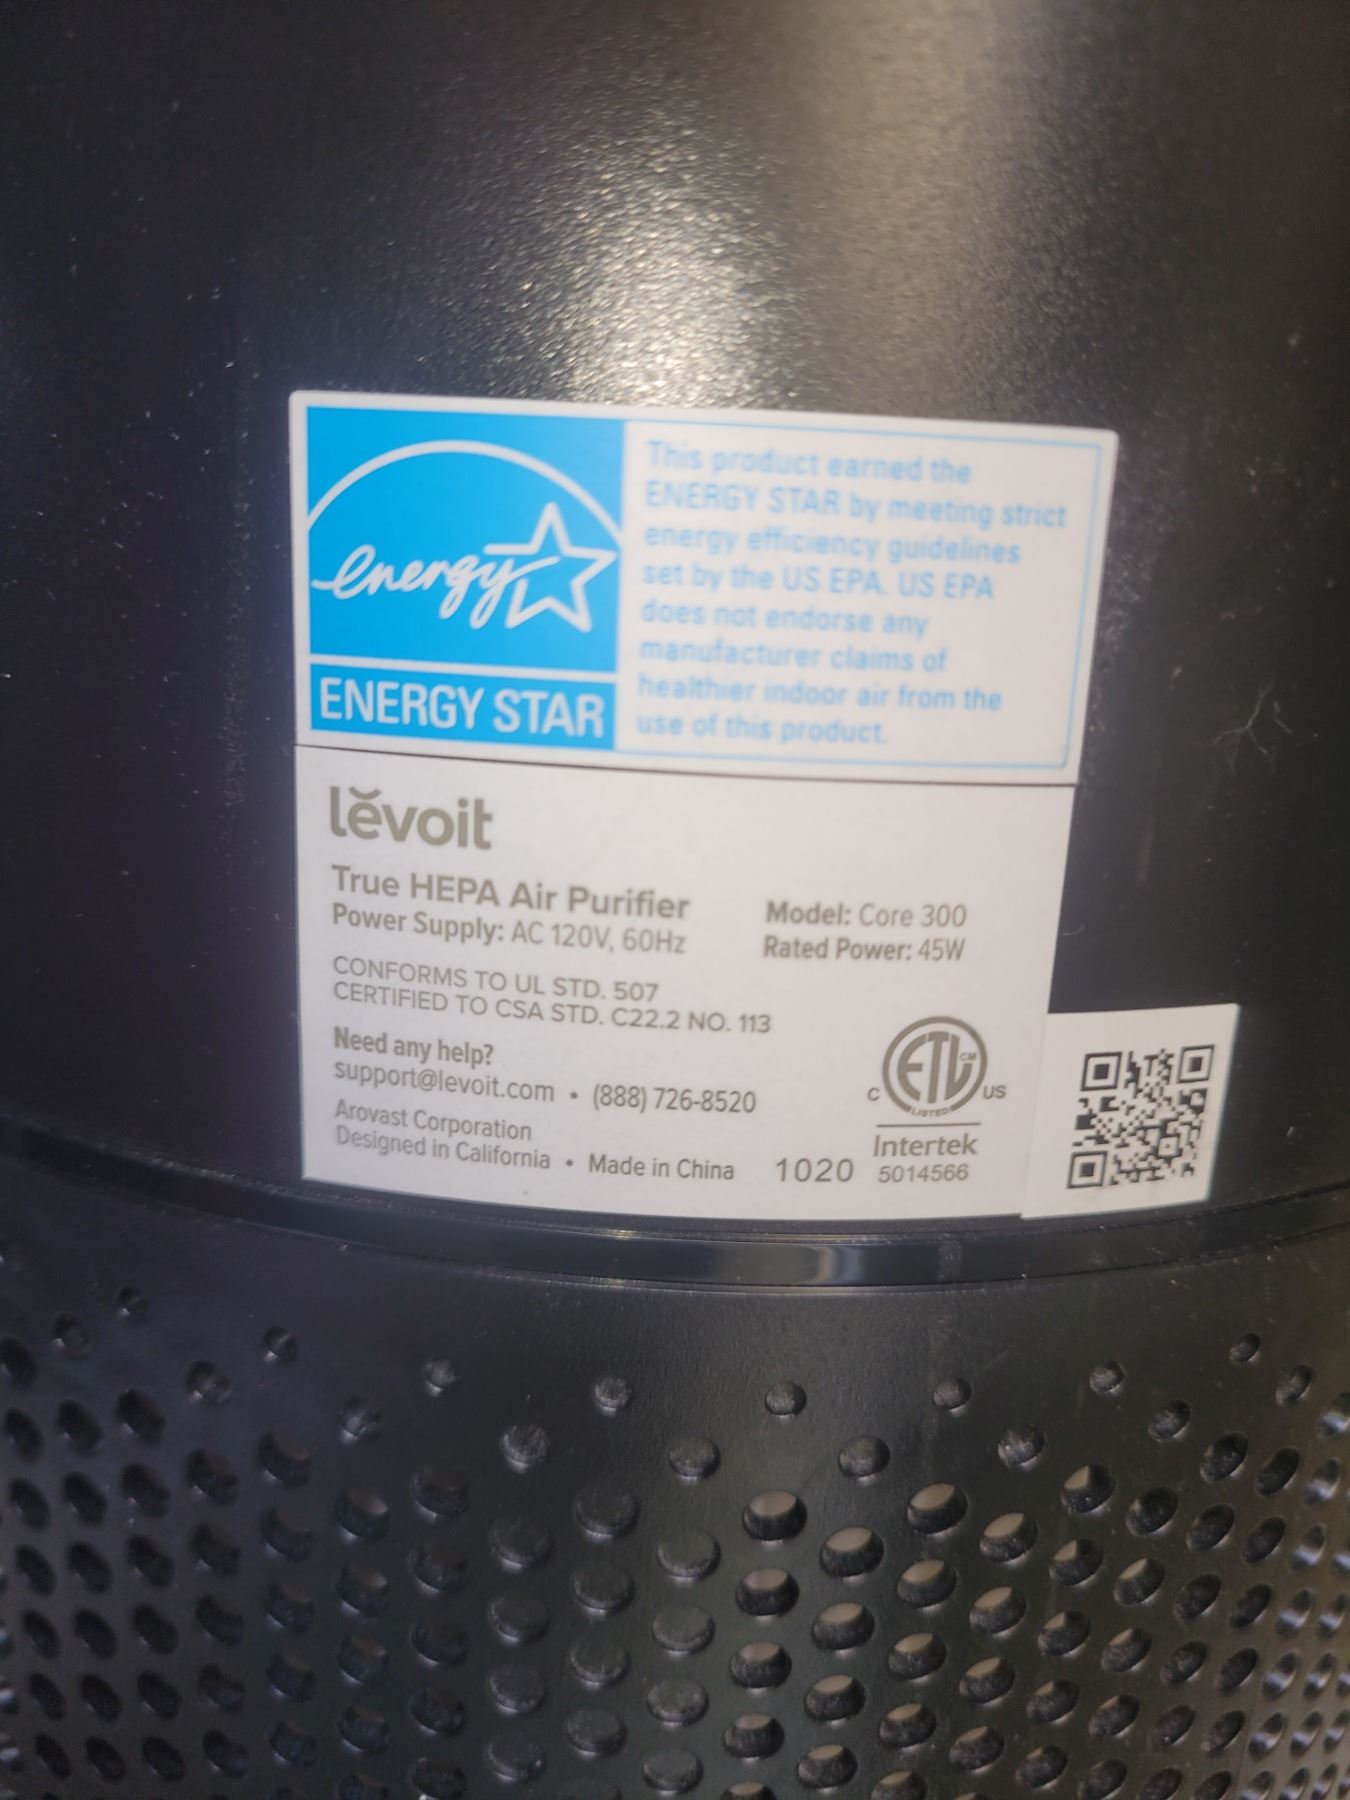 energy
ENERGY STAR
This product earned the
ENERGY STAR by meeting strict
energy efficiency guidelines
set by the US EPA. US EPA
does not endorse any
manufacturer claims of
healthier indoor air from the
use of this product.
lĕvoit
True HEPA Air Purifier
Power Supply: AC 120V, 60Hz
Model: Core 300
Rated Power: 45W
CONFORMS TO UL STD. 507
CERTIFIED TO CSA STD. C22.2 NO. 113
Need any help?
support@levoit.com • (888) 726-8520
Arovast Corporation
Designed in California • Made in China
1020
C ETL CM US
LISTED
Intertek
5014566